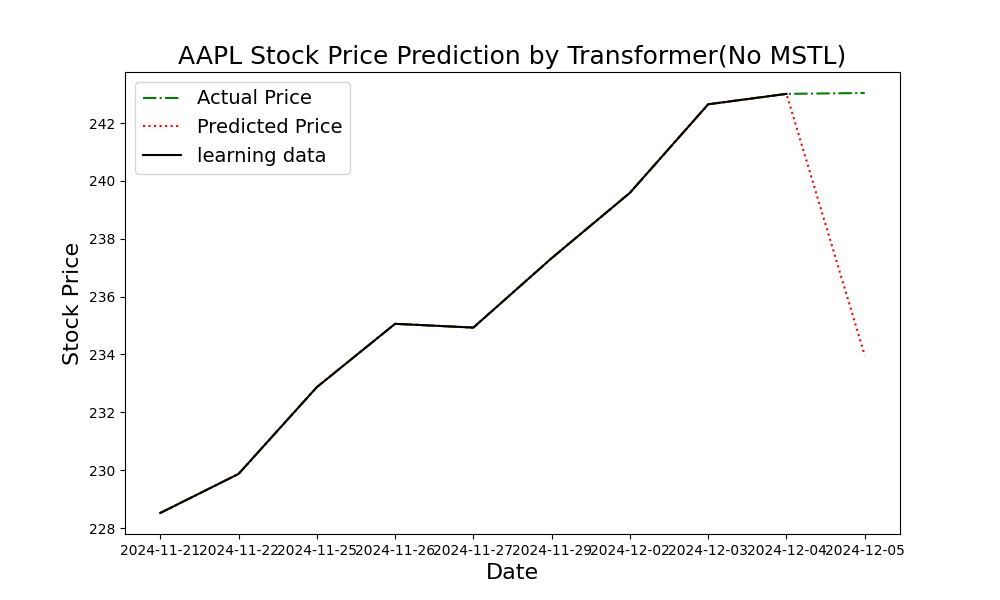 AAPL Stock Price Prediction by Transformer(No MSTL)
Actual Price
Predicted Price
learning data
Stock Price
242
240
238
236
234
232
230
228
2024-11-21 2024-11-22 2024-11-25 2024-11-26 2024-11-27 2024-11-29 2024-12-02 2024-12-03 2024-12-04 2024-12-05
Date